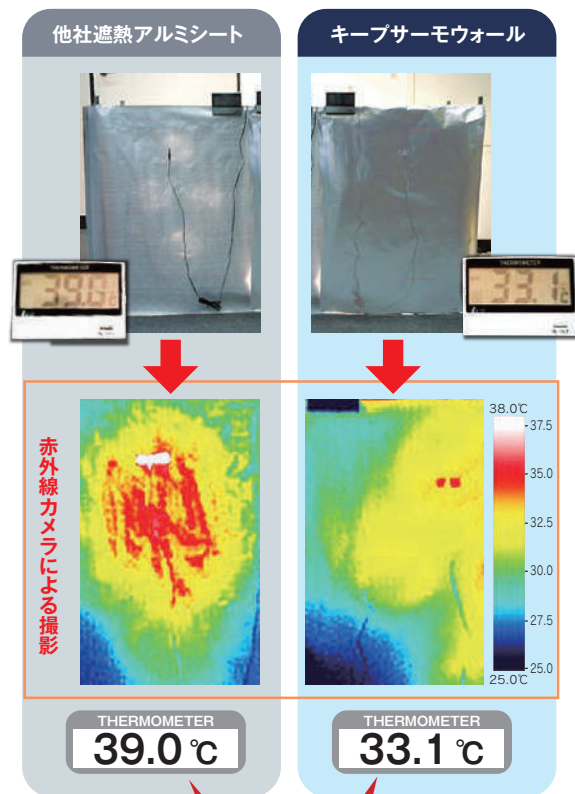 他社遮熱アルミシート
キープサーモウォール
THERMOMETER
39.0℃
THERMOMETER
33.1℃
赤外線カメラによる撮影
38.0℃
37.5
35.0
32.5
30.0
27.5
25.0
25.0℃
THERMOMETER
39.0 ℃
THERMOMETER
33.1 ℃